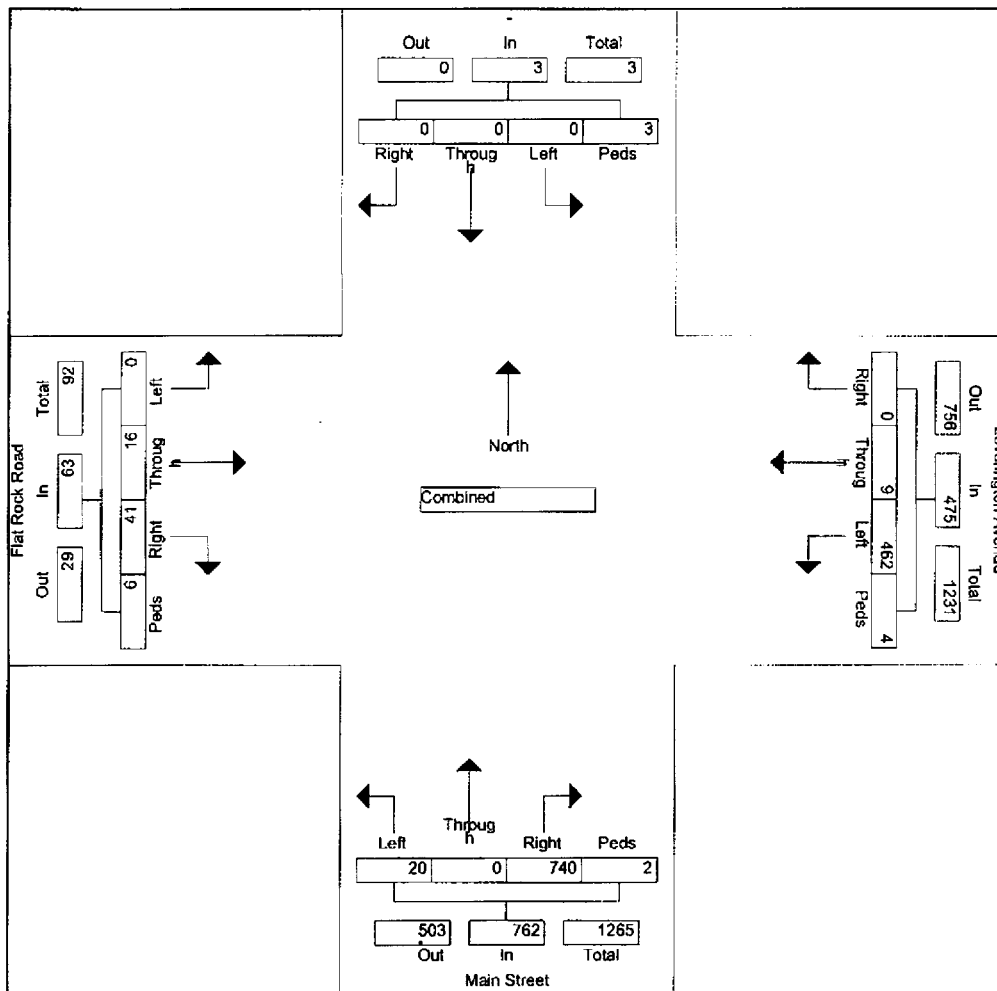 -
Out In Total
0 3 3
0 0 0 3
Right Throug
h Left Peds
Flat Rock Road
Out In Total
29 63 92
Peds Right Throug
h Left
6 41 16 0
North
Combined
Right Throug
h Left Peds
0 9 462 4
Out In Total
756 475 1231
Left Throug
h Right Peds
20 0 740 2
503 762 1265
Out In Total
Main Street